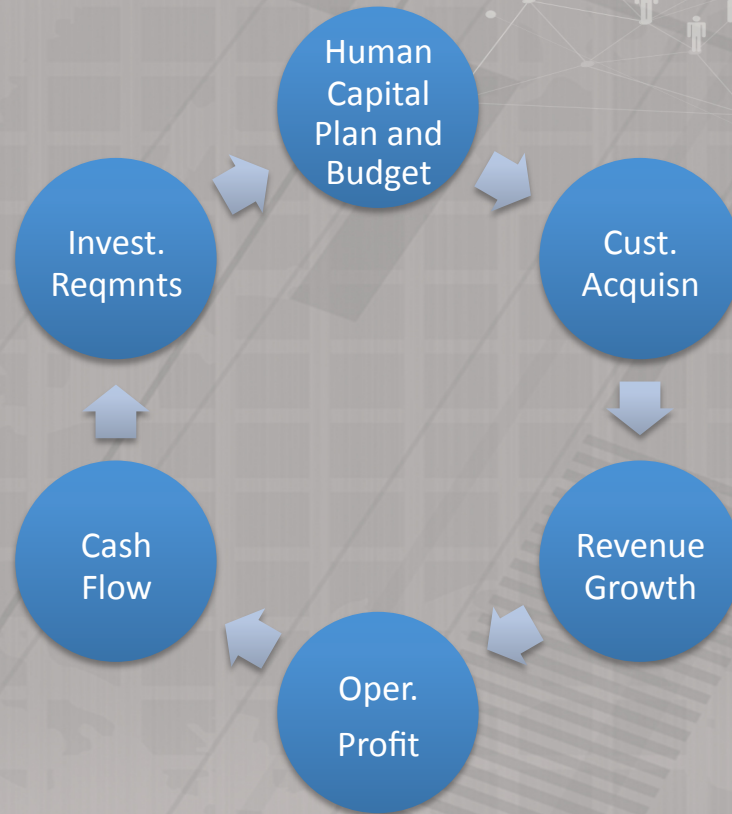 Human
Capital
Plan and
Budget
Cust.
Acquisn
Revenue
Growth
Oper.
Profit
Cash
Flow
Invest.
Reqmnts